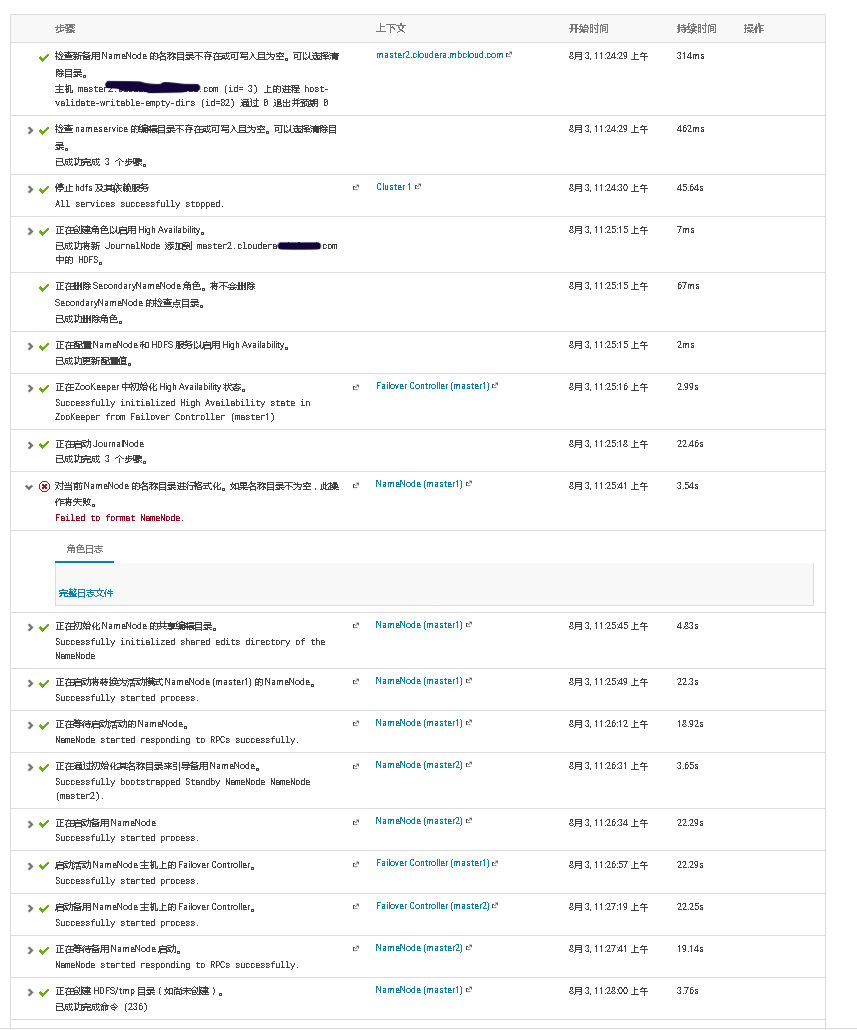 步骤 上下文 开始时间 持续时间 操作
检查新备用 NameNode 的名称目录不存在或可写入且为空。可以选择清 master2.cloudera.mbcloud.com 8月 3, 11:24:29 上午 314ms
除目录。
主机 master2. .com (id= 3) 上的进程 host-
validate-writable-empty-dirs (id=82) 通过 0 退出并预期 0
检查 nameservice 的编辑目录不存在或可写入且为空。可以选择清除目 8月 3, 11:24:29 上午 462ms
录。
已成功完成 3 个步骤。
停止 hdfs 及其依赖服务 Cluster 1 8月 3, 11:24:30 上午 45.64s
All services successfully stopped.
正在创建角色以启用 High Availability。 8月 3, 11:25:15 上午 7ms
已成功将新 JournalNode 添加到 master2.cloudera com
中的 HDFS。
正在删除 SecondaryNameNode 角色。将不会删除 8月 3, 11:25:15 上午 67ms
SecondaryNameNode 的检查点目录。
已成功删除角色。
正在配置 NameNode 和 HDFS 服务以启用 High Availability。 8月 3, 11:25:15 上午 2ms
已成功更新配置值。
正在 ZooKeeper 中初始化 High Availability 状态。 Failover Controller (master1) 8月 3, 11:25:16 上午 2.99s
Successfully initialized High Availability state in
ZooKeeper from Failover Controller (master1)
正在启动 JournalNode 8月 3, 11:25:18 上午 22.46s
已成功完成 3 个步骤。
对当前 NameNode 的名称目录进行格式化。如果名称目录不为空，此操 NameNode (master1) 8月 3, 11:25:41 上午 3.54s
作将失败。
Failed to format NameNode.
角色日志
完整日志文件
正在初始化 NameNode 的共享编辑目录。 NameNode (master1) 8月 3, 11:25:45 上午 4.83s
Successfully initialized shared edits directory of the
NameNode
正在启动将转换为活动模式 NameNode (master1) 的 NameNode。 NameNode (master1) 8月 3, 11:25:49 上午 22.3s
Successfully started process.
正在等待启动活动的 NameNode。 NameNode (master1) 8月 3, 11:26:12 上午 18.92s
NameNode started responding to RPCs successfully.
正在通过初始化其名称目录来引导备用 NameNode。 NameNode (master2) 8月 3, 11:26:31 上午 3.65s
Successfully bootstrapped Standby NameNode NameNode
(master2).
正在启动备用 NameNode NameNode (master2) 8月 3, 11:26:34 上午 22.29s
Successfully started process.
启动活动 NameNode 主机上的 Failover Controller。 Failover Controller (master1) 8月 3, 11:26:57 上午 22.29s
Successfully started process.
启动备用 NameNode 主机上的 Failover Controller。 Failover Controller (master2) 8月 3, 11:27:19 上午 22.25s
Successfully started process.
正在等待备用 NameNode 启动。 NameNode (master2) 8月 3, 11:27:41 上午 19.14s
NameNode started responding to RPCs successfully.
正在创建 HDFS/tmp 目录（如尚未创建）。 NameNode (master1) 8月 3, 11:28:00 上午 3.76s
已成功完成命令 (236)